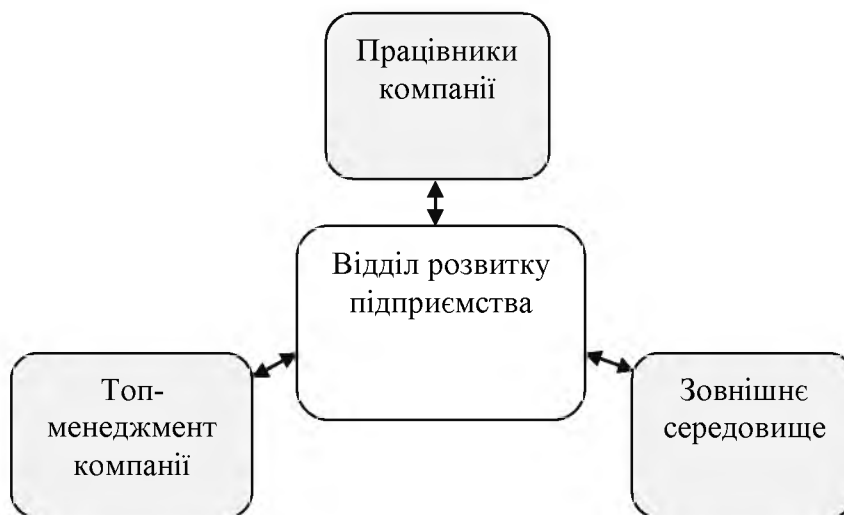 Працівники
компанії
Відділ розвитку
підприємства
Топ-
менеджмент
компанії
Зовнішнє
середовище